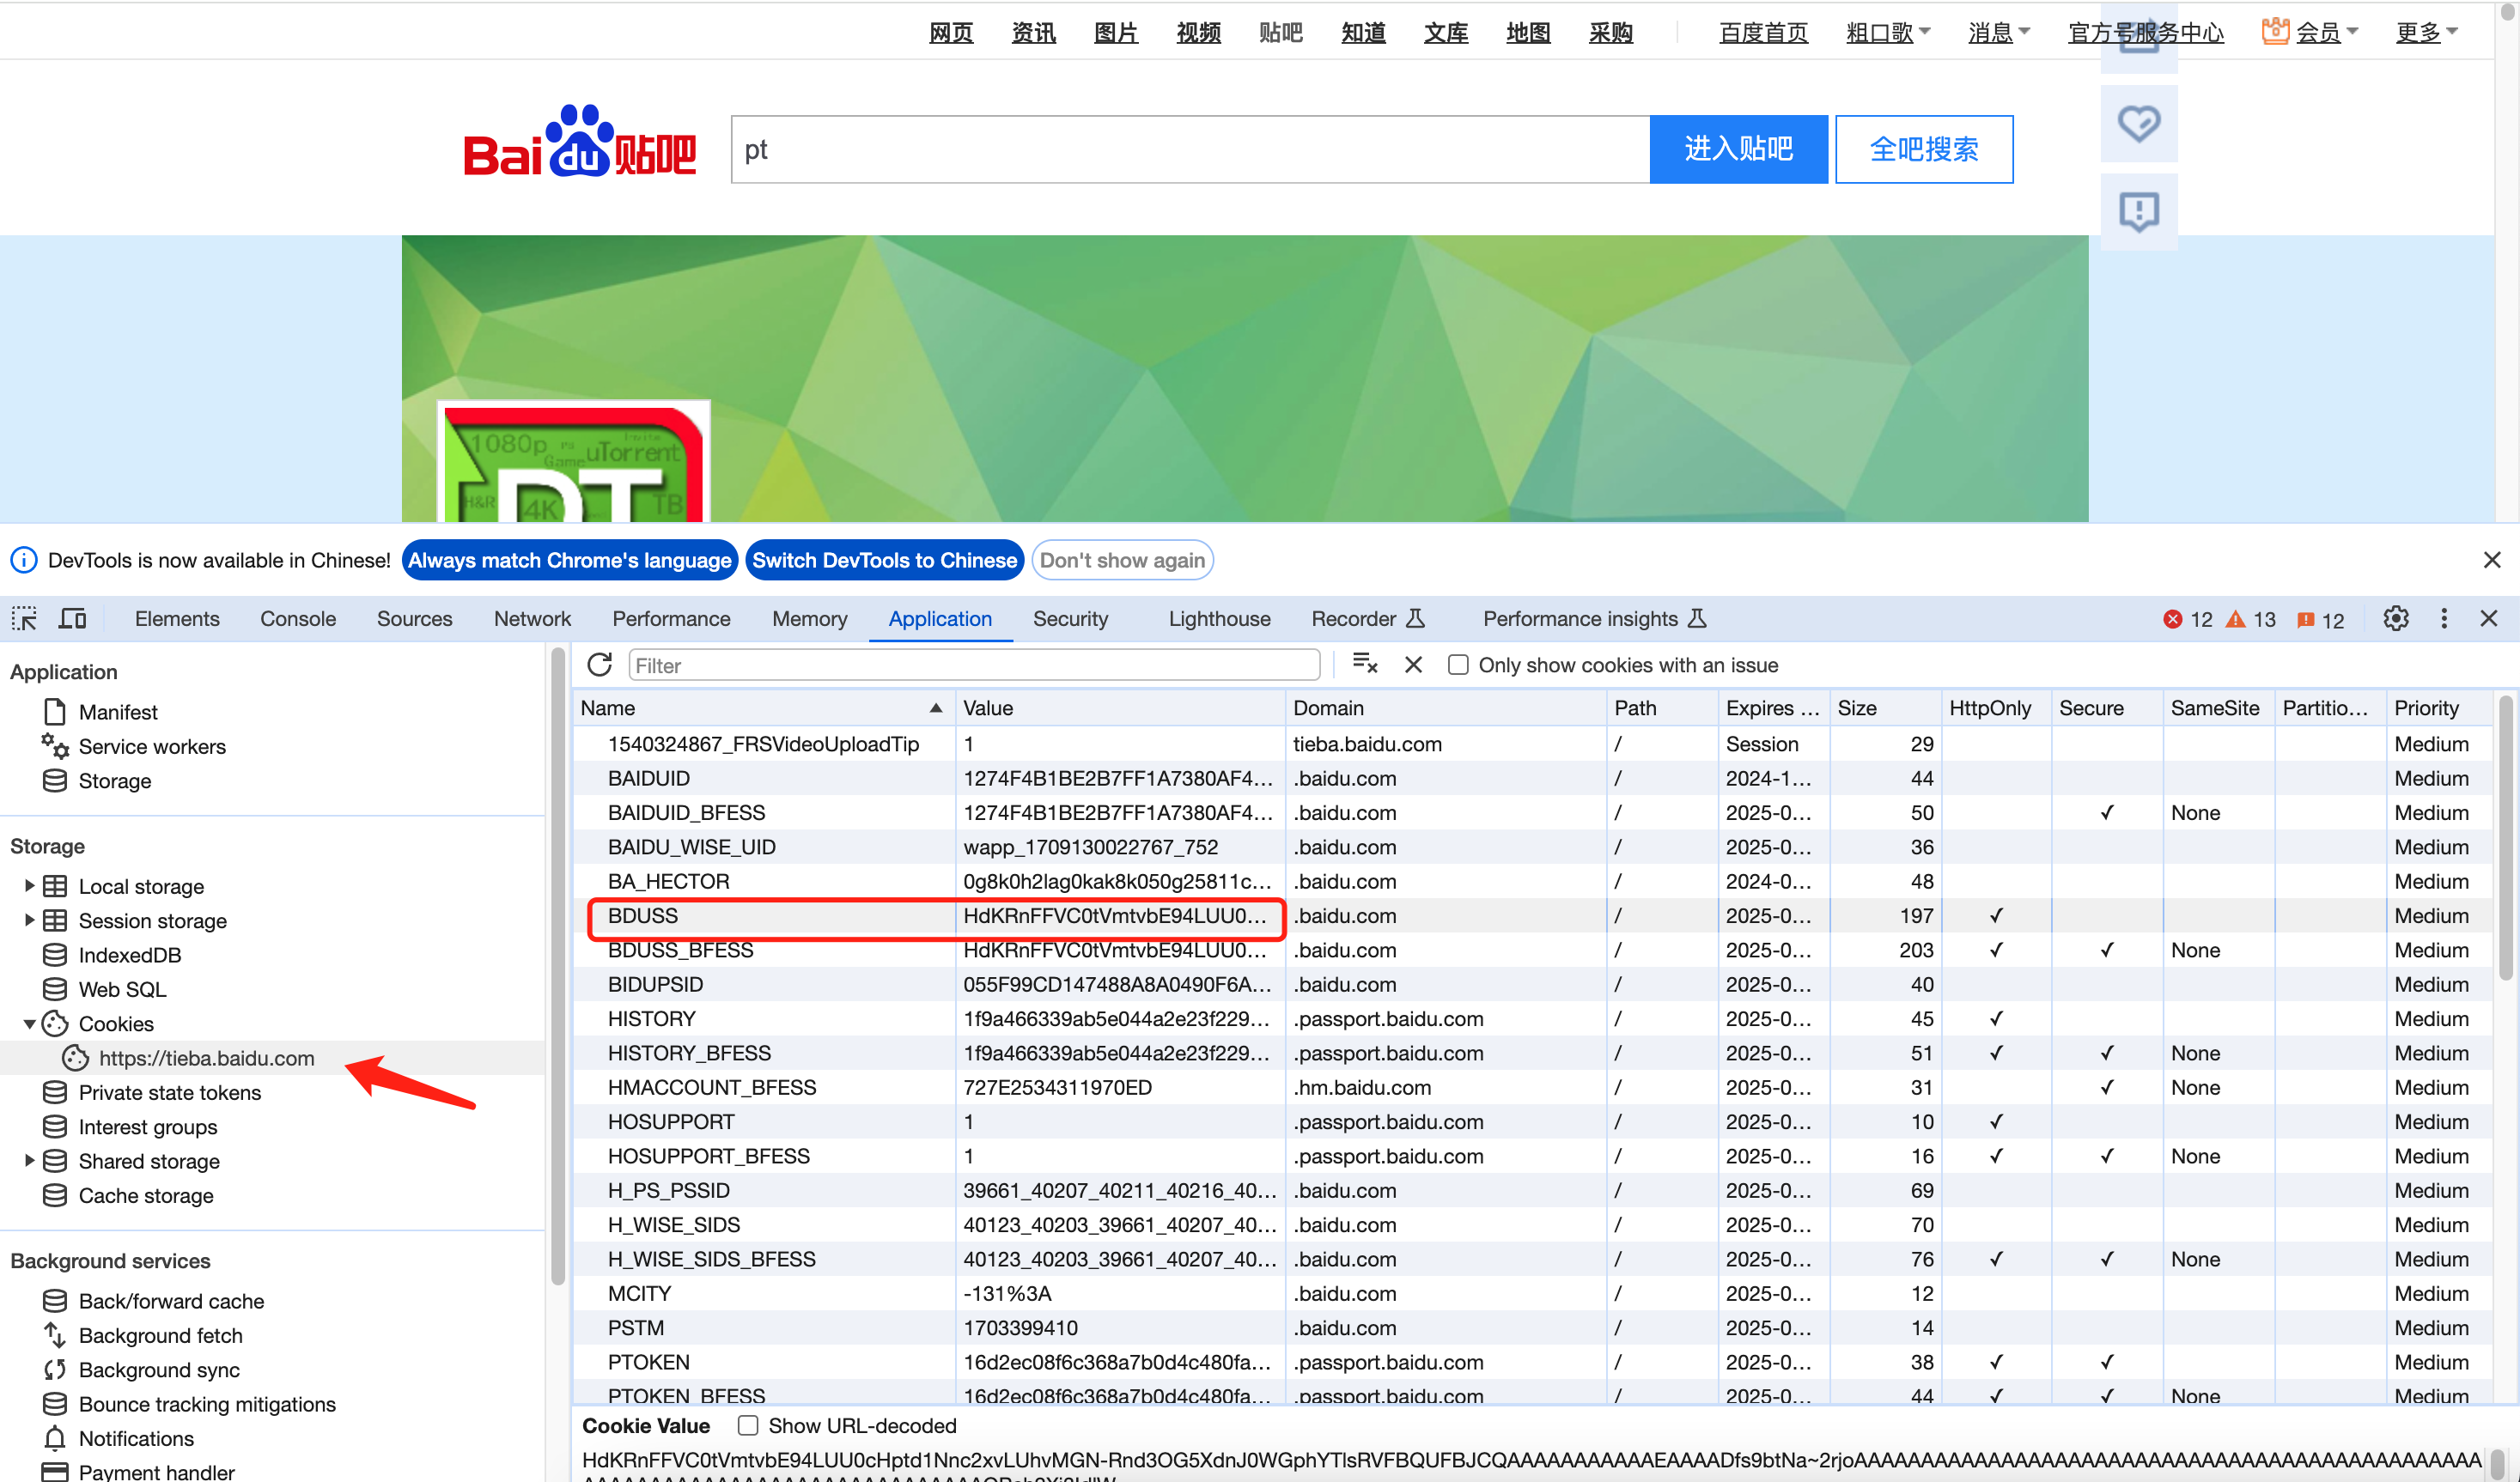 网页 资讯 图片 视频 贴吧 知道 文库 地图 采购 百度首页 粗口歌 消息 官方号服务中心 会员 更多
Baidu贴吧 pt 进入贴吧 全吧搜索
1080p PS Game uTorrent Invite
H&R 4K PT TB
DevTools is now available in Chinese! Always match Chrome's language Switch DevTools to Chinese Don't show again
Elements Console Sources Network Performance Memory Application Security Lighthouse Recorder Performance insights 12 13 12
Application
Manifest
Service workers
Storage
Storage
Local storage
Session storage
IndexedDB
Web SQL
Cookies
https://tieba.baidu.com
Private state tokens
Interest groups
Shared storage
Cache storage
Background services
Back/forward cache
Background fetch
Background sync
Bounce tracking mitigations
Notifications
Payment handler
Filter Only show cookies with an issue
Name Value Domain Path Expires … Size HttpOnly Secure SameSite Partitio… Priority
1540324867_FRSVideoUploadTip 1 tieba.baidu.com / Session 29 Medium
BAIDUID 1274F4B1BE2B7FF1A7380AF4… .baidu.com / 2024-1… 44 Medium
BAIDUID_BFESS 1274F4B1BE2B7FF1A7380AF4… .baidu.com / 2025-0… 50 ✓ None Medium
BAIDU_WISE_UID wapp_1709130022767_752 .baidu.com / 2025-0… 36 Medium
BA_HECTOR 0g8k0h2lag0kak8k050g25811c… .baidu.com / 2024-0… 48 Medium
BDUSS HdKRnFFVC0tVmtvbE94LUU0… .baidu.com / 2025-0… 197 ✓ Medium
BDUSS_BFESS HdKRnFFVC0tVmtvbE94LUU0… .baidu.com / 2025-0… 203 ✓ ✓ None Medium
BIDUPSID 055F99CD147488A8A0490F6A… .baidu.com / 2025-0… 40 Medium
HISTORY 1f9a466339ab5e044a2e23f229… .passport.baidu.com / 2025-0… 45 ✓ Medium
HISTORY_BFESS 1f9a466339ab5e044a2e23f229… .passport.baidu.com / 2025-0… 51 ✓ ✓ None Medium
HMACCOUNT_BFESS 727E2534311970ED .hm.baidu.com / 2025-0… 31 ✓ None Medium
HOSUPPORT 1 .passport.baidu.com / 2025-0… 10 ✓ Medium
HOSUPPORT_BFESS 1 .passport.baidu.com / 2025-0… 16 ✓ ✓ None Medium
H_PS_PSSID 39661_40207_40211_40216_40… .baidu.com / 2025-0… 69 Medium
H_WISE_SIDS 40123_40203_39661_40207_40… .baidu.com / 2025-0… 70 Medium
H_WISE_SIDS_BFESS 40123_40203_39661_40207_40… .baidu.com / 2025-0… 76 ✓ ✓ None Medium
MCITY -131%3A .baidu.com / 2025-0… 12 Medium
PSTM 1703399410 .baidu.com / 2025-0… 14 Medium
PTOKEN 16d2ec08f6c368a7b0d4c480fa… .passport.baidu.com / 2025-0… 38 ✓ ✓ Medium
PTOKEN_BFESS 16d2ec08f6c368a7b0d4c480fa… .passport.baidu.com / 2025-0… 44 ✓ ✓ None Medium
Cookie Value Show URL-decoded